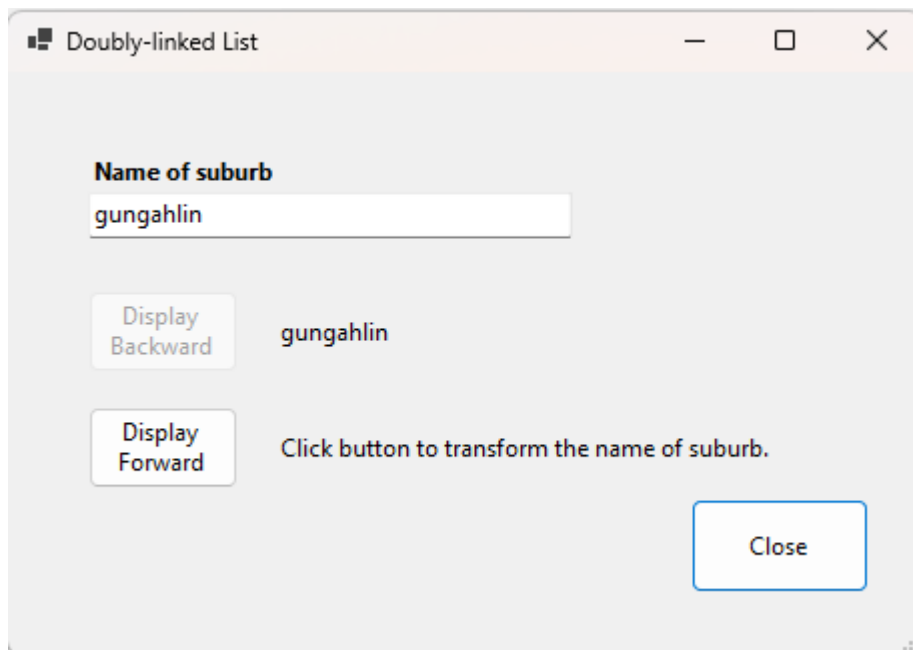 Doubly-linked List
Name of suburb
gungahlin
Display
Backward
gungahlin
Display
Forward
Click button to transform the name of suburb.
Close